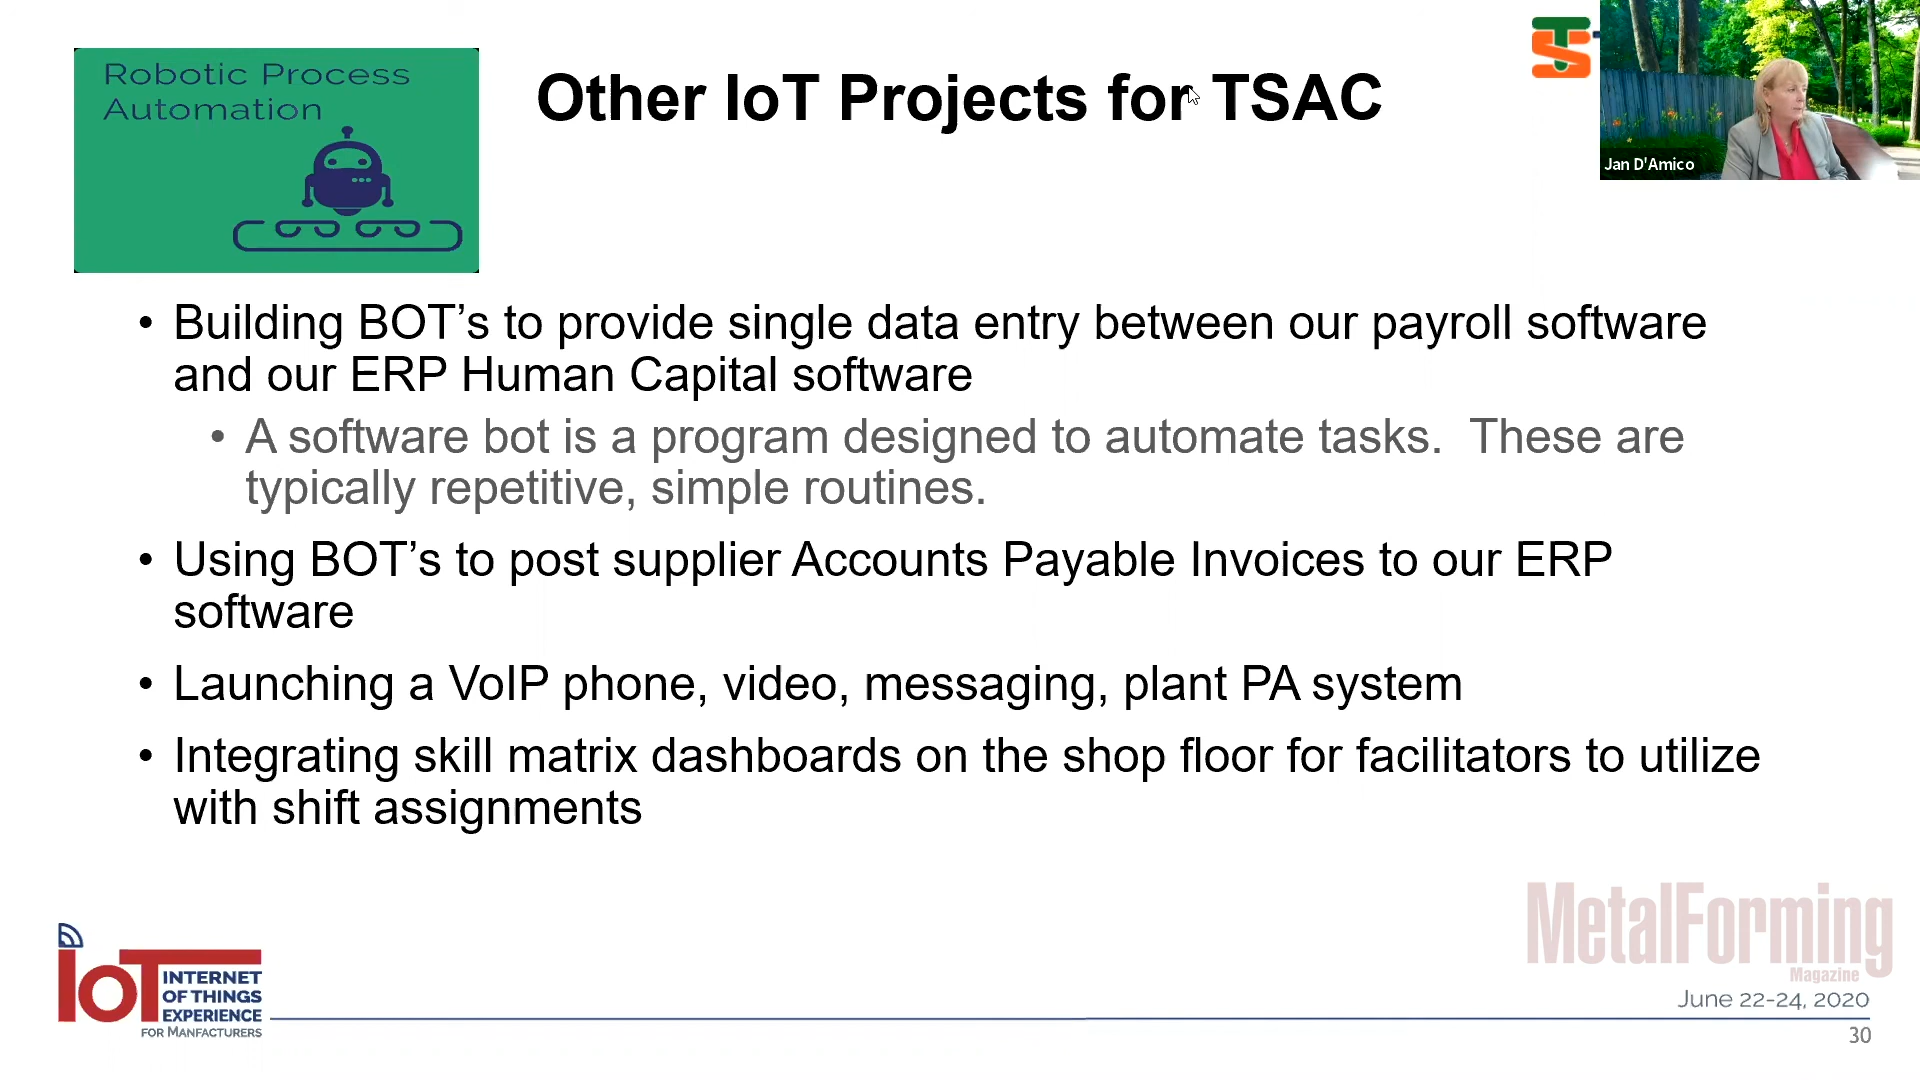 Robotic Process
Automation
Other IoT Projects for TSAC
TS
Jan D'Amico
• Building BOT’s to provide single data entry between our payroll software
and our ERP Human Capital software
• A software bot is a program designed to automate tasks.  These are
typically repetitive, simple routines.
• Using BOT’s to post supplier Accounts Payable Invoices to our ERP
software
• Launching a VoIP phone, video, messaging, plant PA system
• Integrating skill matrix dashboards on the shop floor for facilitators to utilize
with shift assignments
MetalForming
Magazine
IoT
INTERNET
OF THINGS
EXPERIENCE
FOR MANFACTURERS
June 22-24, 2020
30